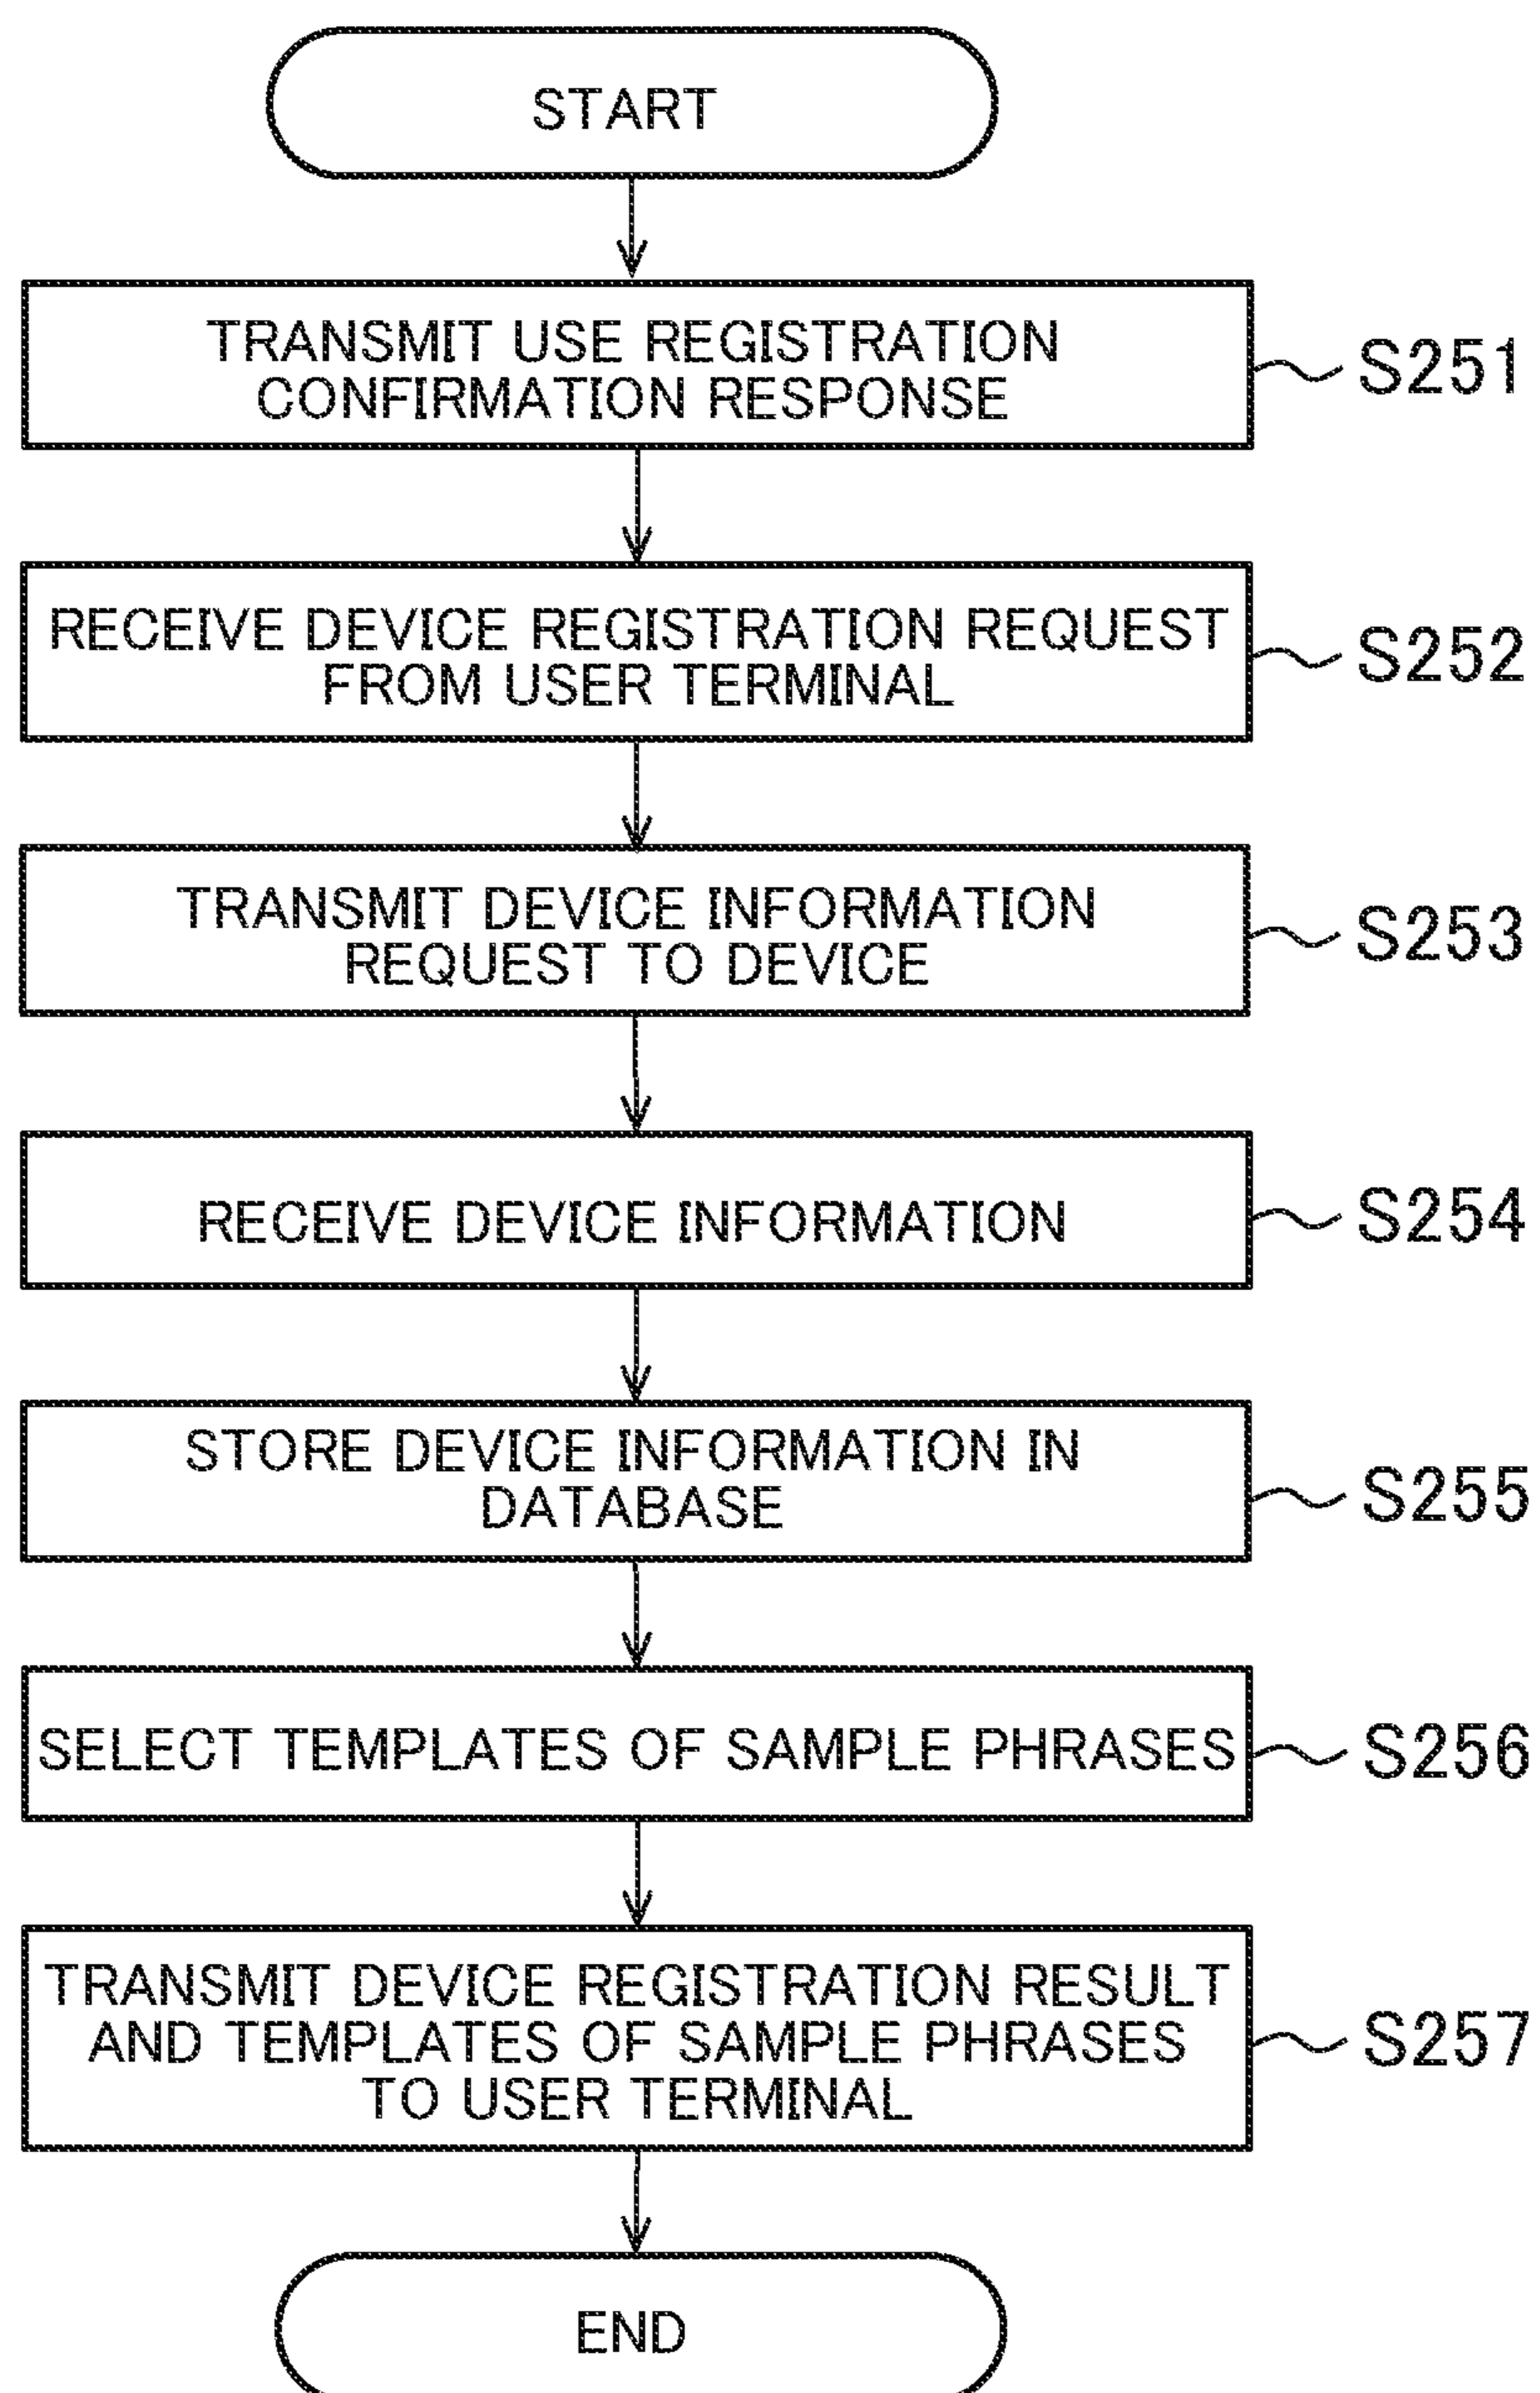 START
TRANSMIT USE REGISTRATION
CONFIRMATION RESPONSE
S251
RECEIVE DEVICE REGISTRATION REQUEST
FROM USER TERMINAL
S252
TRANSMIT DEVICE INFORMATION
REQUEST TO DEVICE
S253
RECEIVE DEVICE INFORMATION
S254
STORE DEVICE INFORMATION IN
DATABASE
S255
SELECT TEMPLATES OF SAMPLE PHRASES
S256
TRANSMIT DEVICE REGISTRATION RESULT
AND TEMPLATES OF SAMPLE PHRASES
TO USER TERMINAL
S257
END